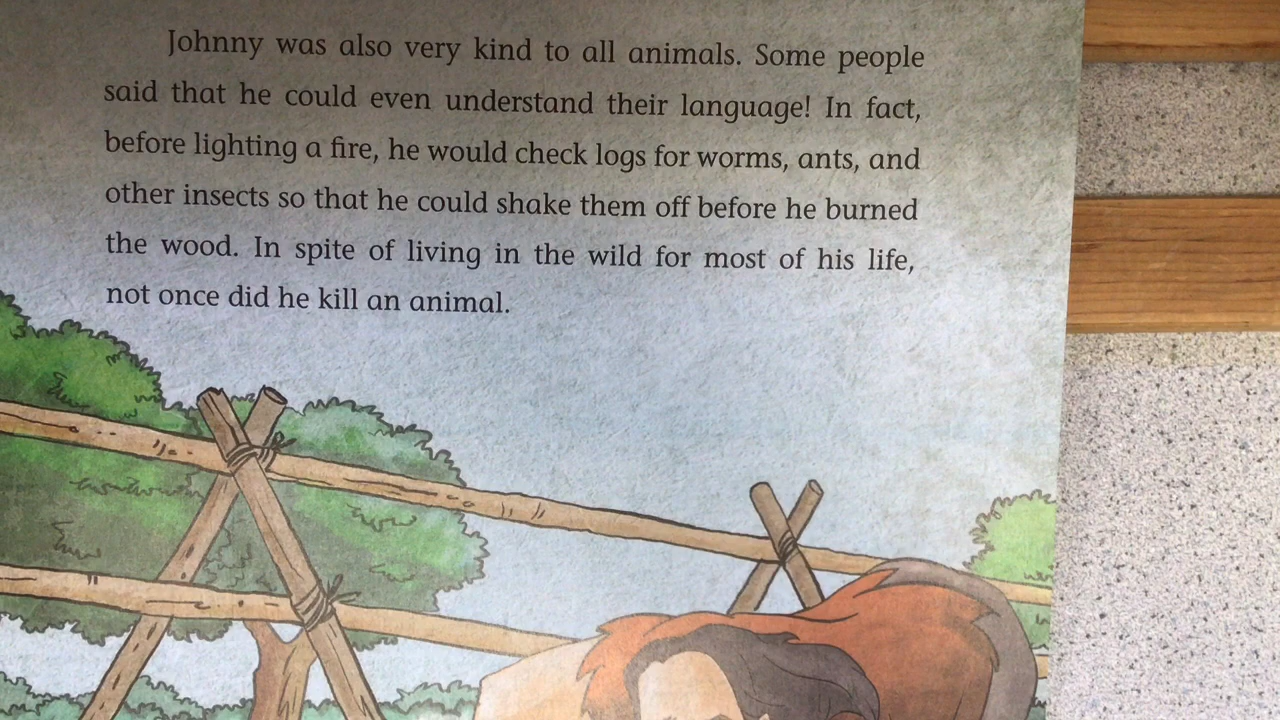 Johnny was also very kind to all animals. Some people
said that he could even understand their language! In fact,
before lighting a fire, he would check logs for worms, ants, and
other insects so that he could shake them off before he burned
the wood. In spite of living in the wild for most of his life,
not once did he kill an animal.